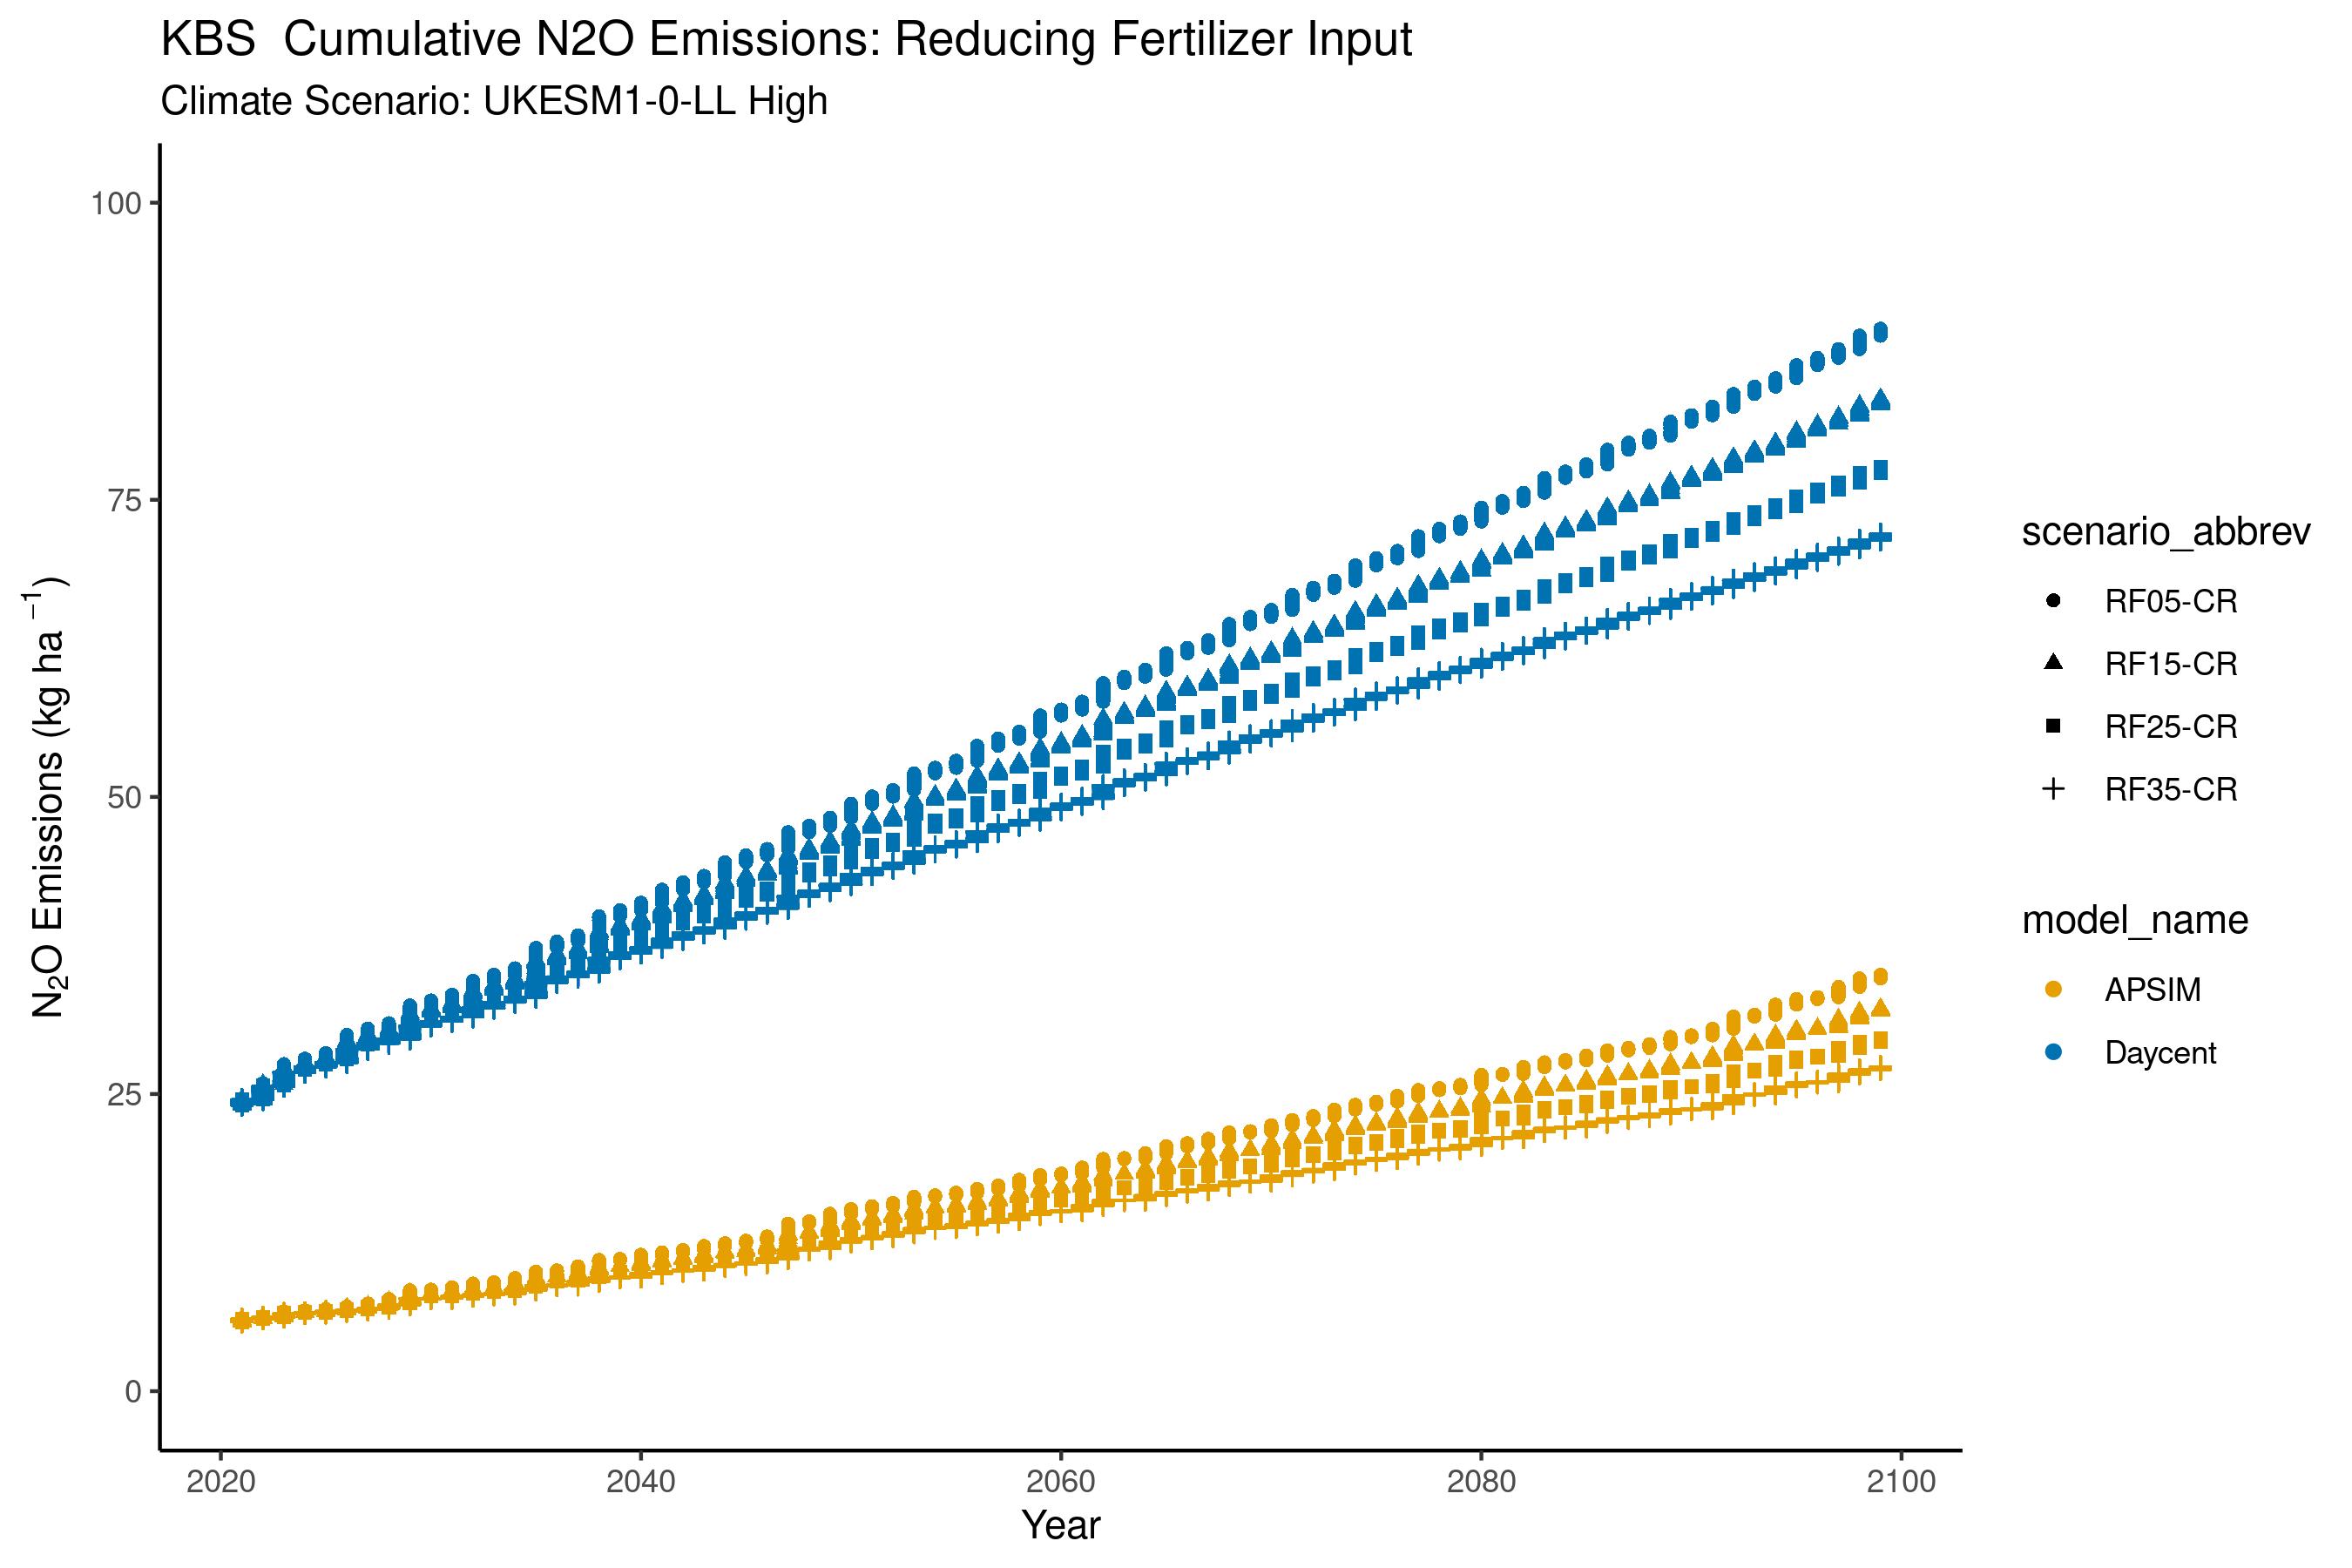 KBS  Cumulative N2O Emissions: Reducing Fertilizer Input
Climate Scenario: UKESM1-0-LL High
N₂O Emissions (kg ha ⁻¹)
100
75
50
25
0
2020 2040 2060 2080 2100
Year
scenario_abbrev
RF05-CR
RF15-CR
RF25-CR
RF35-CR
model_name
APSIM
Daycent